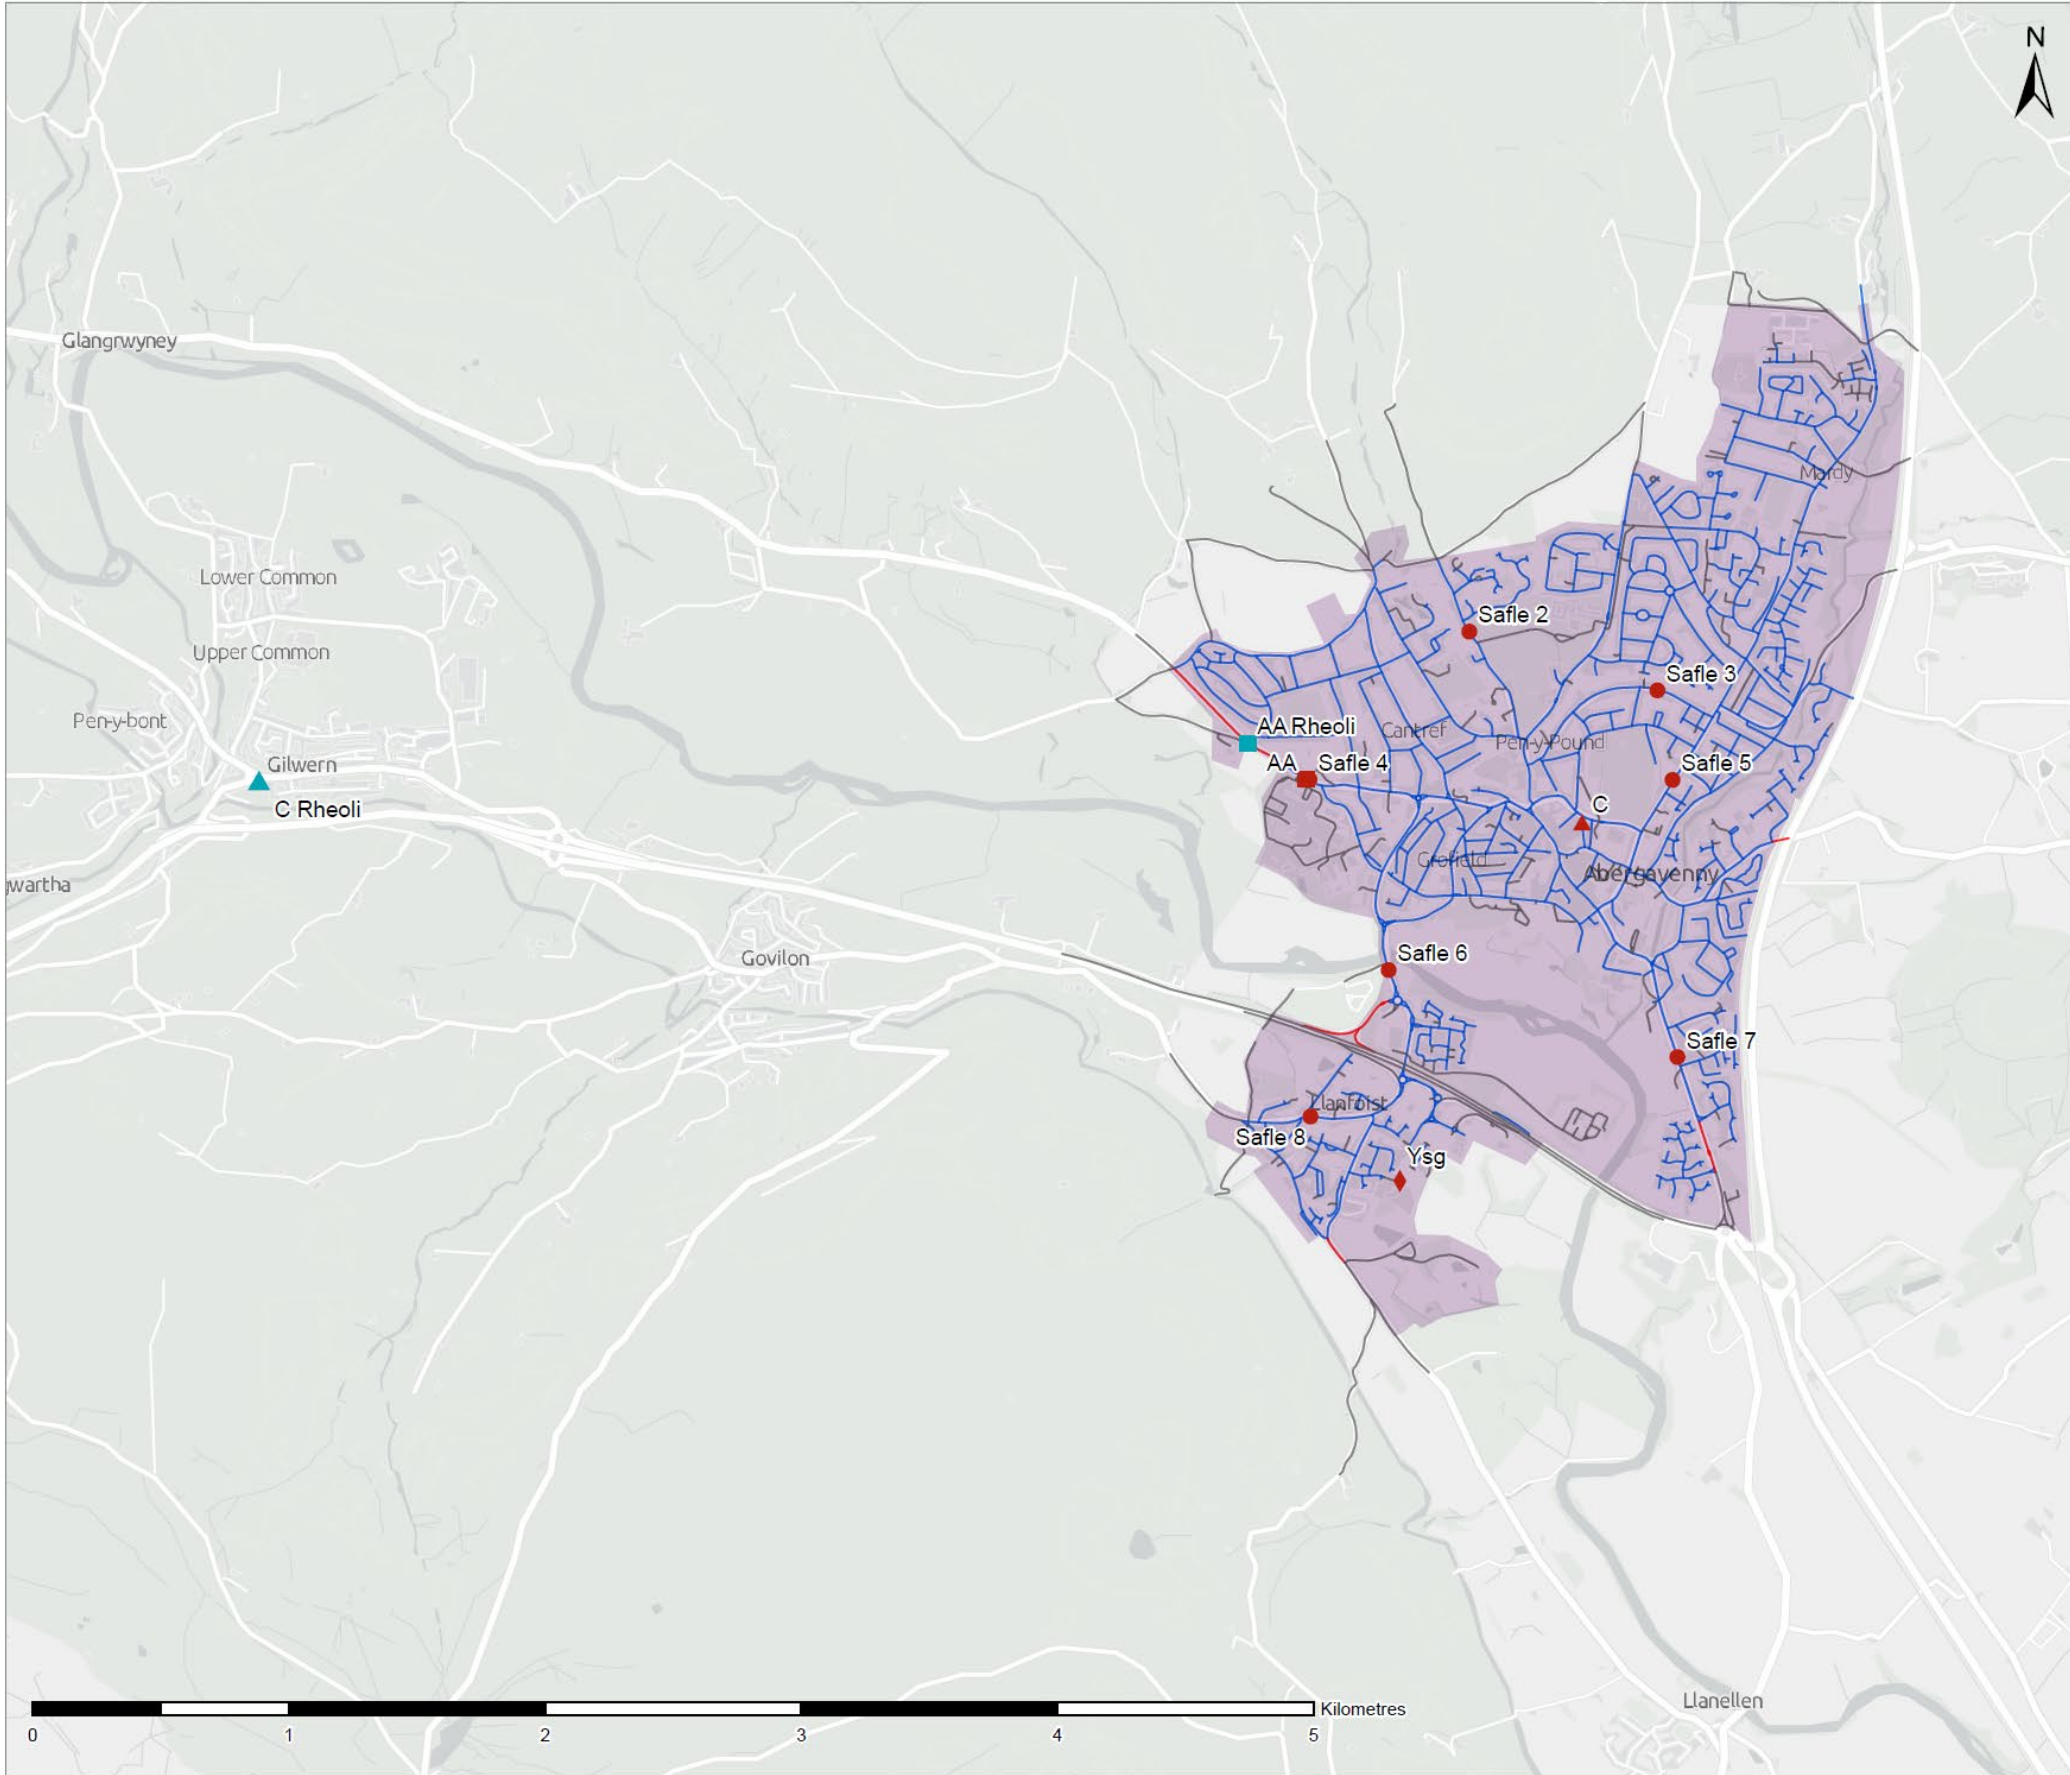 N
Glangrwyney
Mardy
Lower Common
Safle 2
Upper Common
Safle 3
Pen-y-bont
AA Rheoli
Cantref
Pen-y-Pound
Gilwern
AA
Safle 4
Safle 5
C Rheoli
C
Grofield
Abergavenny
gwartha
Safle 6
Govilon
Safle 7
Llanfoist
Safle 8
Ysg
Llanellen
Kilometres
0 1 2 3 4 5